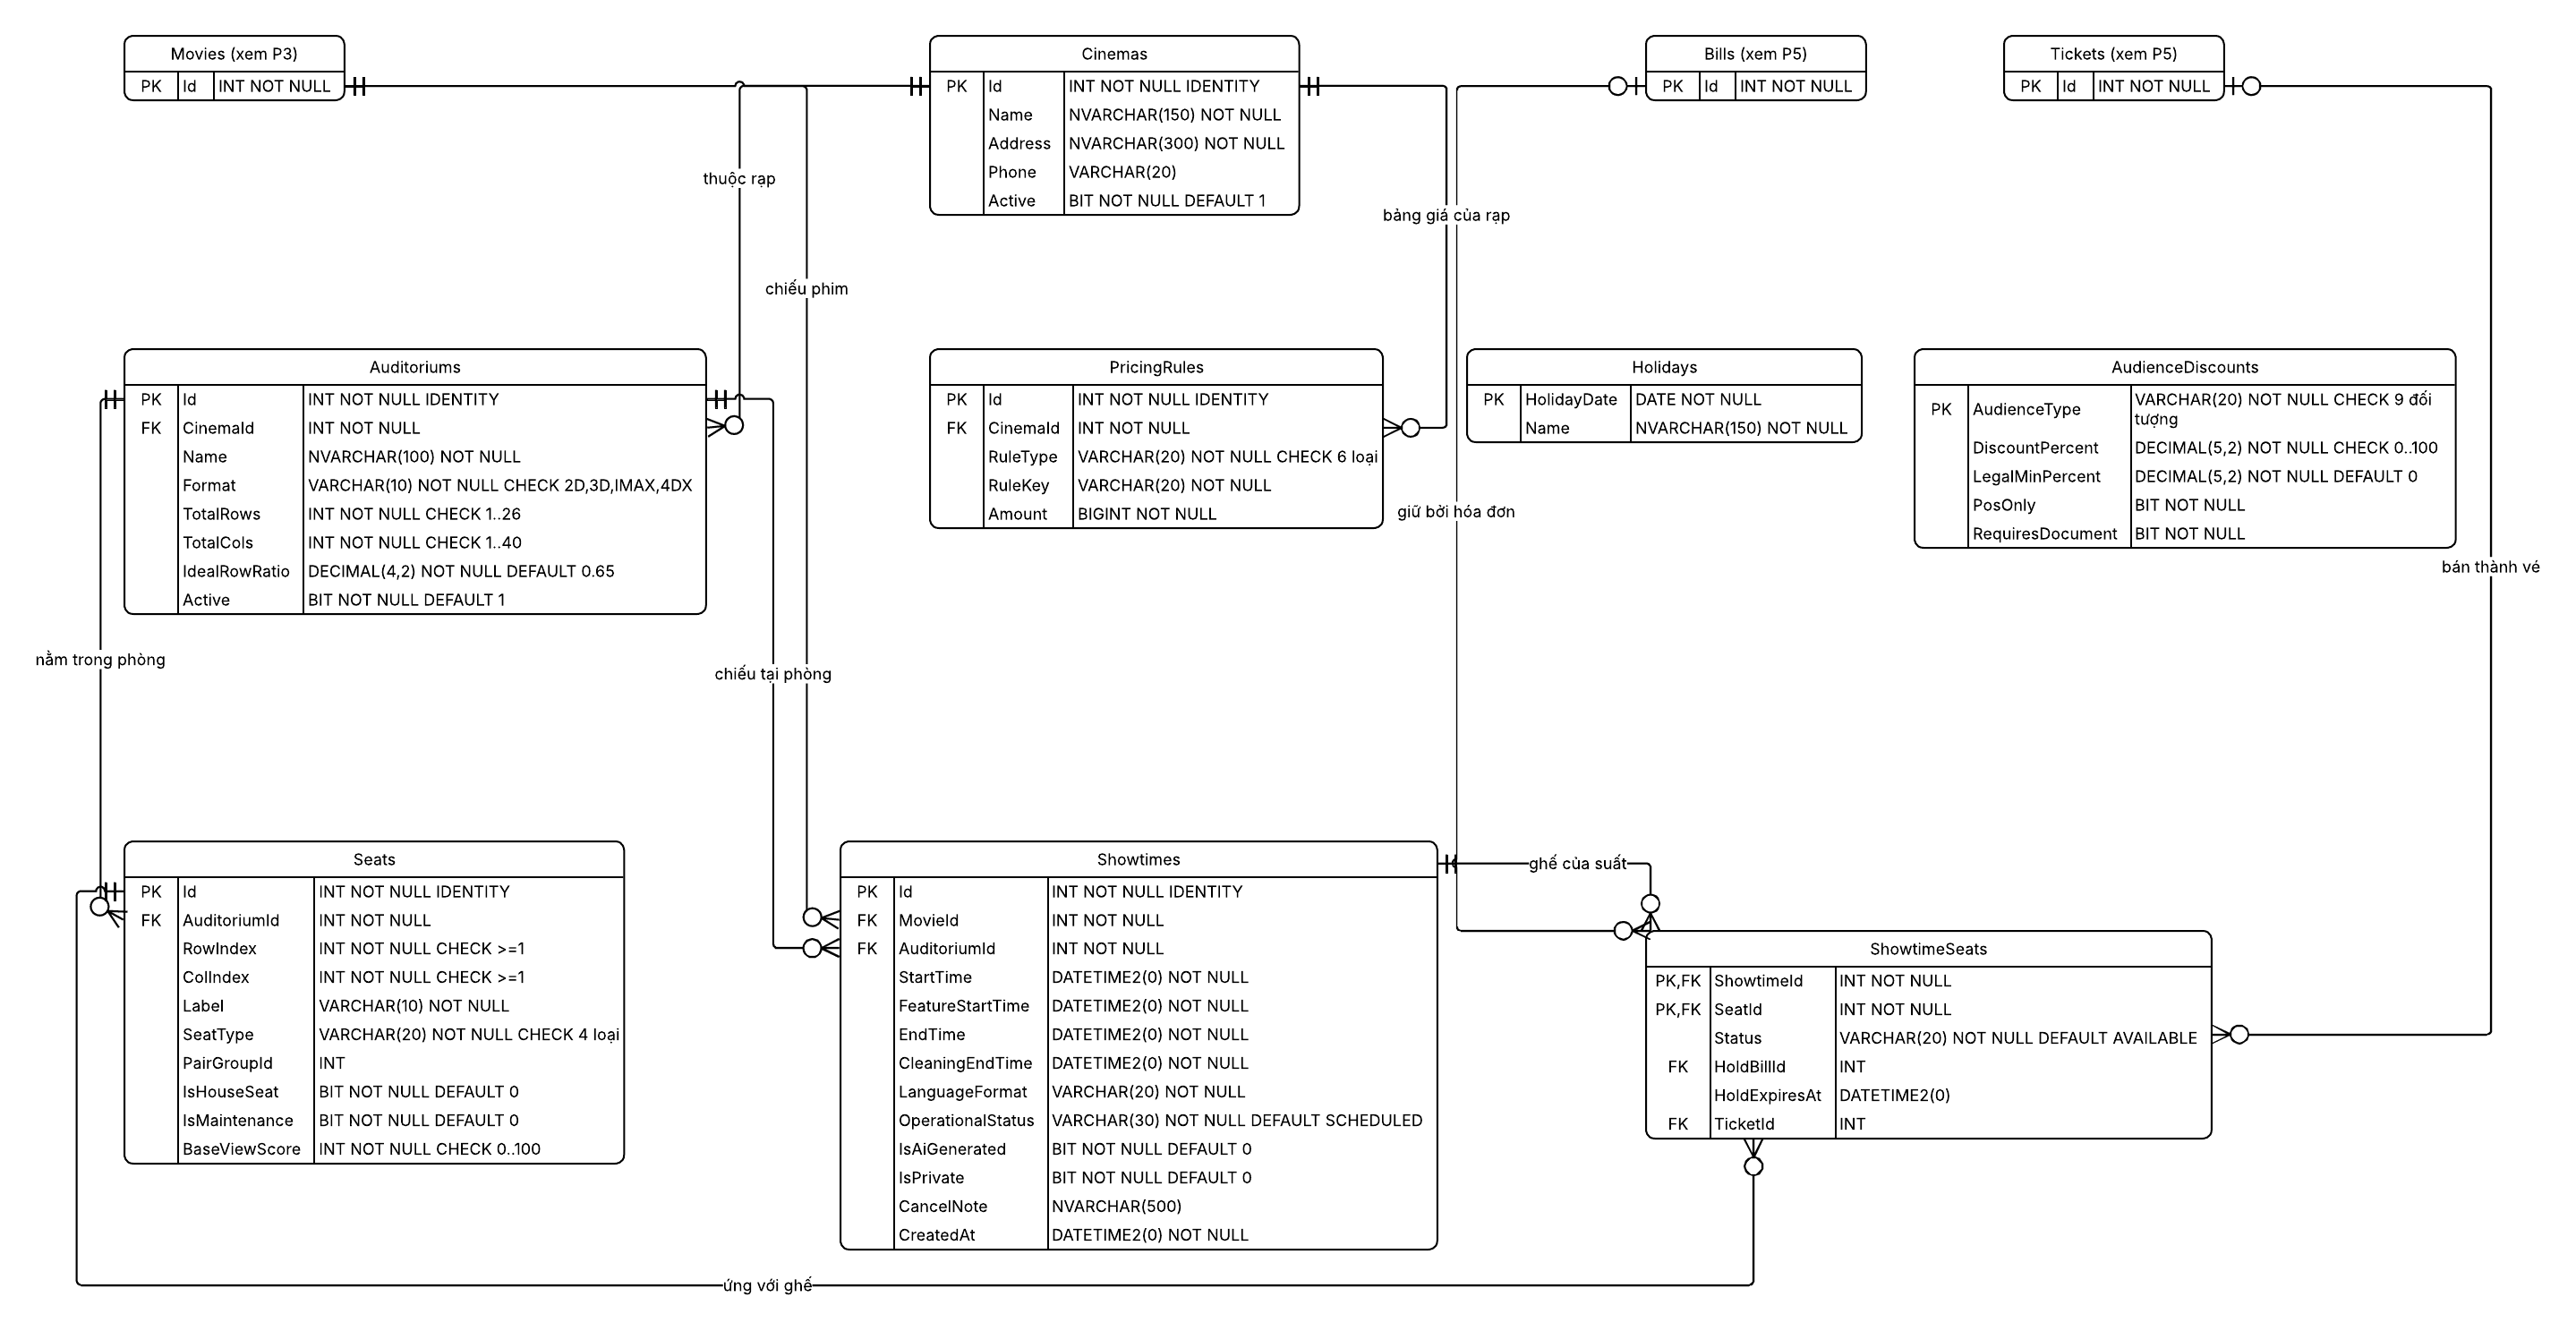 Movies (xem P3)
PK Id INT NOT NULL
Cinemas
PK Id INT NOT NULL IDENTITY
Name NVARCHAR(150) NOT NULL
Address NVARCHAR(300) NOT NULL
Phone VARCHAR(20)
Active BIT NOT NULL DEFAULT 1
Bills (xem P5)
PK Id INT NOT NULL
Tickets (xem P5)
PK Id INT NOT NULL
thuộc rạp
bảng giá của rạp
chiếu phim
Auditoriums
PK Id INT NOT NULL IDENTITY
FK CinemaId INT NOT NULL
Name NVARCHAR(100) NOT NULL
Format VARCHAR(10) NOT NULL CHECK 2D,3D,IMAX,4DX
TotalRows INT NOT NULL CHECK 1..26
TotalCols INT NOT NULL CHECK 1..40
IdealRowRatio DECIMAL(4,2) NOT NULL DEFAULT 0.65
Active BIT NOT NULL DEFAULT 1
PricingRules
PK Id INT NOT NULL IDENTITY
FK CinemaId INT NOT NULL
RuleType VARCHAR(20) NOT NULL CHECK 6 loại
RuleKey VARCHAR(20) NOT NULL
Amount BIGINT NOT NULL
Holidays
PK HolidayDate DATE NOT NULL
Name NVARCHAR(150) NOT NULL
AudienceDiscounts
PK AudienceType VARCHAR(20) NOT NULL CHECK 9 đối
tượng
DiscountPercent DECIMAL(5,2) NOT NULL CHECK 0..100
LegalMinPercent DECIMAL(5,2) NOT NULL DEFAULT 0
PosOnly BIT NOT NULL
RequiresDocument BIT NOT NULL
giữ bởi hóa đơn
bán thành vé
nằm trong phòng
chiếu tại phòng
Seats
PK Id INT NOT NULL IDENTITY
FK AuditoriumId INT NOT NULL
RowIndex INT NOT NULL CHECK >=1
ColIndex INT NOT NULL CHECK >=1
Label VARCHAR(10) NOT NULL
SeatType VARCHAR(20) NOT NULL CHECK 4 loại
PairGroupId INT
IsHouseSeat BIT NOT NULL DEFAULT 0
IsMaintenance BIT NOT NULL DEFAULT 0
BaseViewScore INT NOT NULL CHECK 0..100
Showtimes
PK Id INT NOT NULL IDENTITY
FK MovieId INT NOT NULL
FK AuditoriumId INT NOT NULL
StartTime DATETIME2(0) NOT NULL
FeatureStartTime DATETIME2(0) NOT NULL
EndTime DATETIME2(0) NOT NULL
CleaningEndTime DATETIME2(0) NOT NULL
LanguageFormat VARCHAR(20) NOT NULL
OperationalStatus VARCHAR(30) NOT NULL DEFAULT SCHEDULED
IsAiGenerated BIT NOT NULL DEFAULT 0
IsPrivate BIT NOT NULL DEFAULT 0
CancelNote NVARCHAR(500)
CreatedAt DATETIME2(0) NOT NULL
ghế của suất
ShowtimeSeats
PK,FK ShowtimeId INT NOT NULL
PK,FK SeatId INT NOT NULL
Status VARCHAR(20) NOT NULL DEFAULT AVAILABLE
FK HoldBillId INT
HoldExpiresAt DATETIME2(0)
FK TicketId INT
ứng với ghế